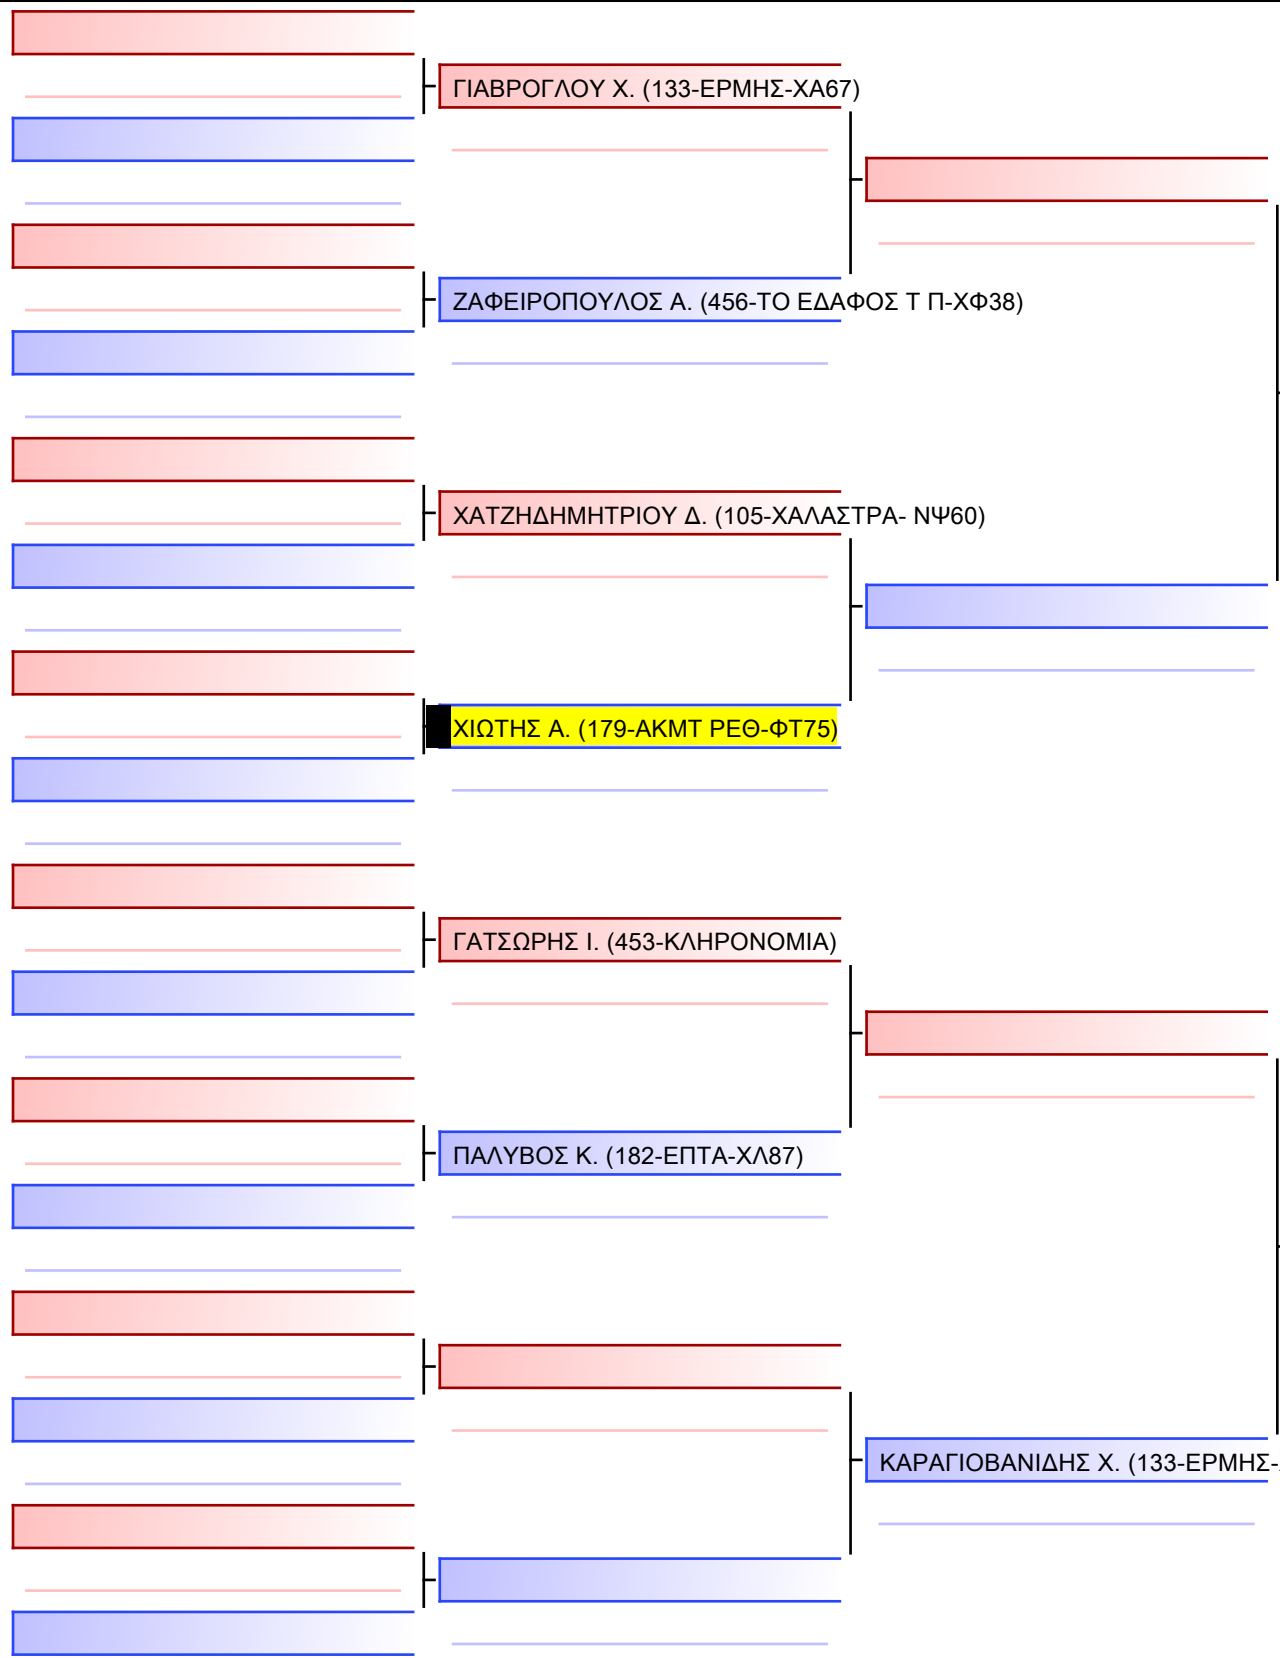 ΓΙΑΒΡΟΓΛΟΥ Χ. (133-ΕΡΜΗΣ-ΧΑ67)
ΖΑΦΕΙΡΟΠΟΥΛΟΣ Α. (456-ΤΟ ΕΔΑΦΟΣ Τ Π-ΧΦ38)
ΧΑΤΖΗΔΗΜΗΤΡΙΟΥ Δ. (105-ΧΑΛΑΣΤΡΑ- ΝΨ60)
ΧΙΩΤΗΣ Α. (179-ΑΚΜΤ ΡΕΘ-ΦΤ75)
ΓΑΤΣΩΡΗΣ Ι. (453-ΚΛΗΡΟΝΟΜΙΑ)
ΠΑΛΥΒΟΣ Κ. (182-ΕΠΤΑ-ΧΛ87)
ΚΑΡΑΓΙΟΒΑΝΙΔΗΣ Χ. (133-ΕΡΜΗΣ-